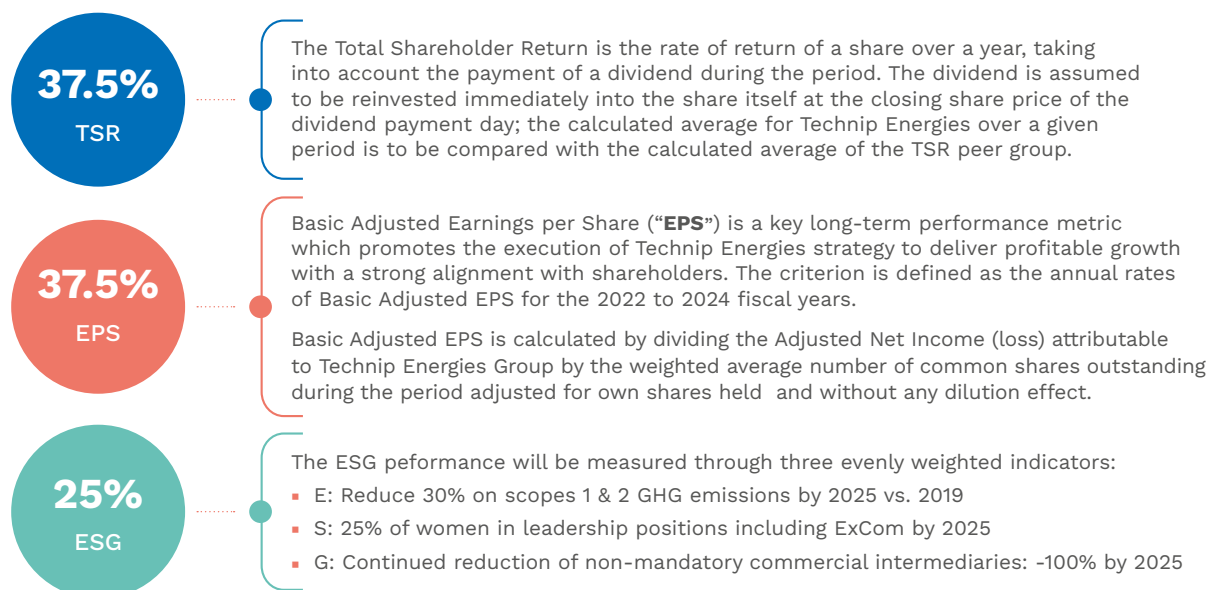 37.5%
TSR
The Total Shareholder Return is the rate of return of a share over a year, taking
into account the payment of a dividend during the period. The dividend is assumed
to be reinvested immediately into the share itself at the closing share price of the
dividend payment day; the calculated average for Technip Energies over a given
period is to be compared with the calculated average of the TSR peer group.
37.5%
EPS
Basic Adjusted Earnings per Share (“EPS”) is a key long-term performance metric
which promotes the execution of Technip Energies strategy to deliver profitable growth
with a strong alignment with shareholders. The criterion is defined as the annual rates
of Basic Adjusted EPS for the 2022 to 2024 fiscal years.
Basic Adjusted EPS is calculated by dividing the Adjusted Net Income (loss) attributable
to Technip Energies Group by the weighted average number of common shares outstanding
during the period adjusted for own shares held and without any dilution effect.
25%
ESG
The ESG peformance will be measured through three evenly weighted indicators:
▪ E: Reduce 30% on scopes 1 & 2 GHG emissions by 2025 vs. 2019
▪ S: 25% of women in leadership positions including ExCom by 2025
▪ G: Continued reduction of non-mandatory commercial intermediaries: -100% by 2025